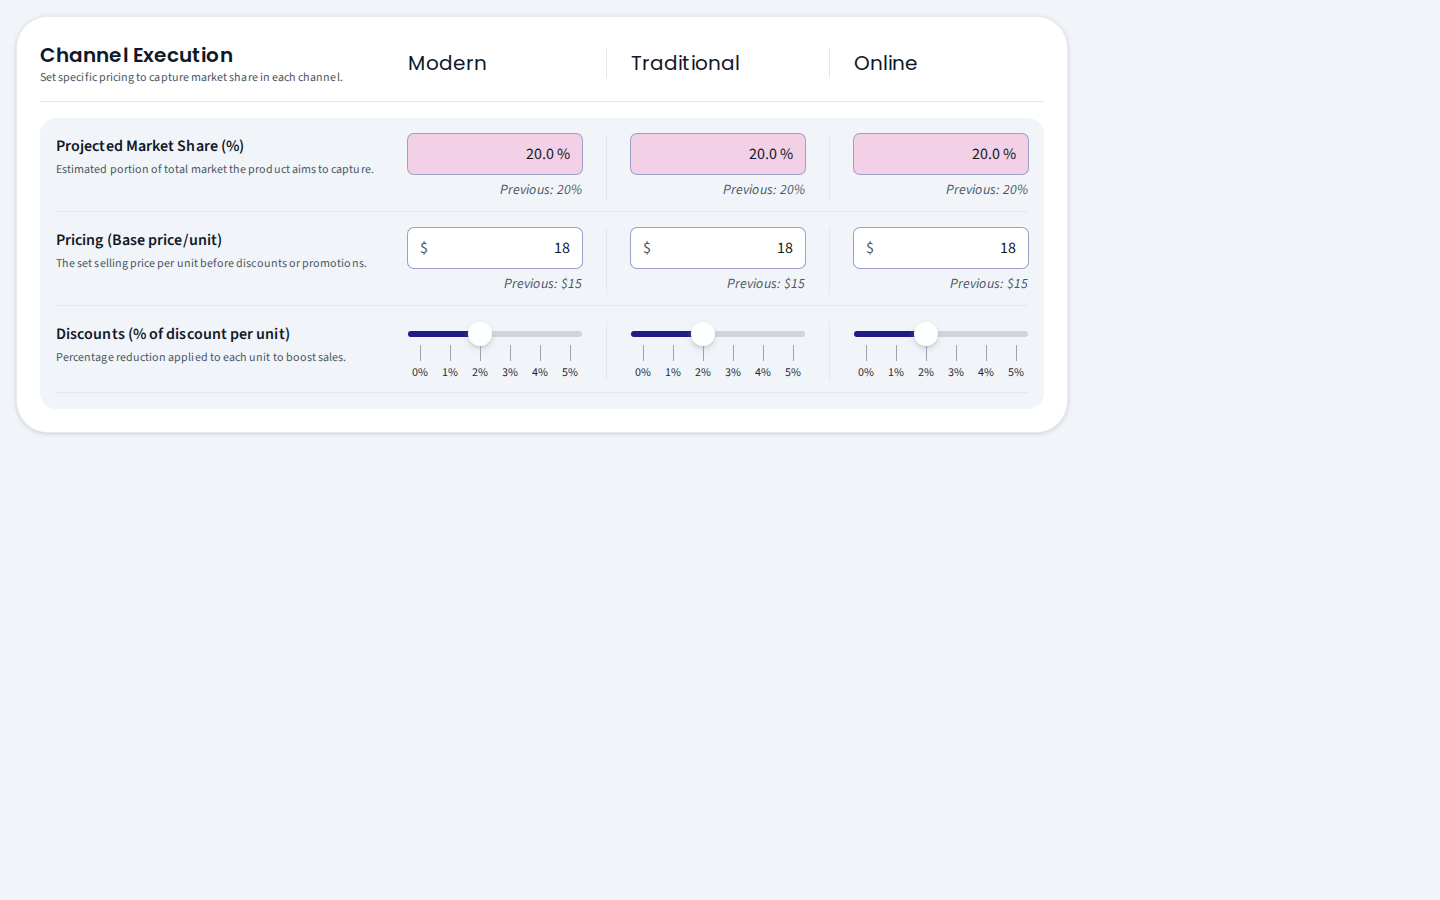 Channel Execution
Set specific pricing to capture market share in each channel.
Modern
Traditional
Online
Projected Market Share (%)
Estimated portion of total market the product aims to capture.
20.0 %
Previous: 20%
20.0 %
Previous: 20%
20.0 %
Previous: 20%
Pricing (Base price/unit)
The set selling price per unit before discounts or promotions.
$ 18
Previous: $15
$ 18
Previous: $15
$ 18
Previous: $15
Discounts (% of discount per unit)
Percentage reduction applied to each unit to boost sales.
0% 1% 2% 3% 4% 5%
0% 1% 2% 3% 4% 5%
0% 1% 2% 3% 4% 5%